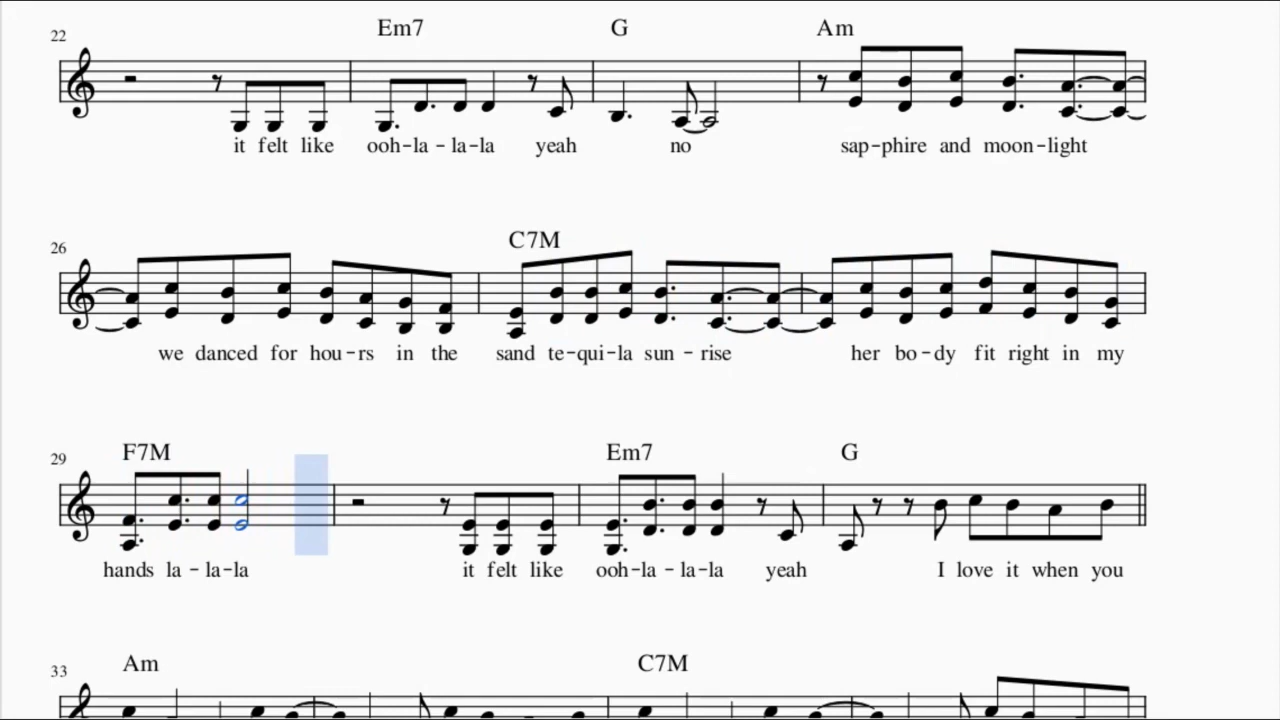 Em7 G Am
22
it felt like ooh-la-la-la yeah no sap-phire and moon-light
C7M
26
we danced for hou-rs in the sand te-qui-la sun-rise her bo-dy fit right in my
F7M Em7 G
29
hands la-la-la it felt like ooh-la-la-la yeah I love it when you
Am C7M
33